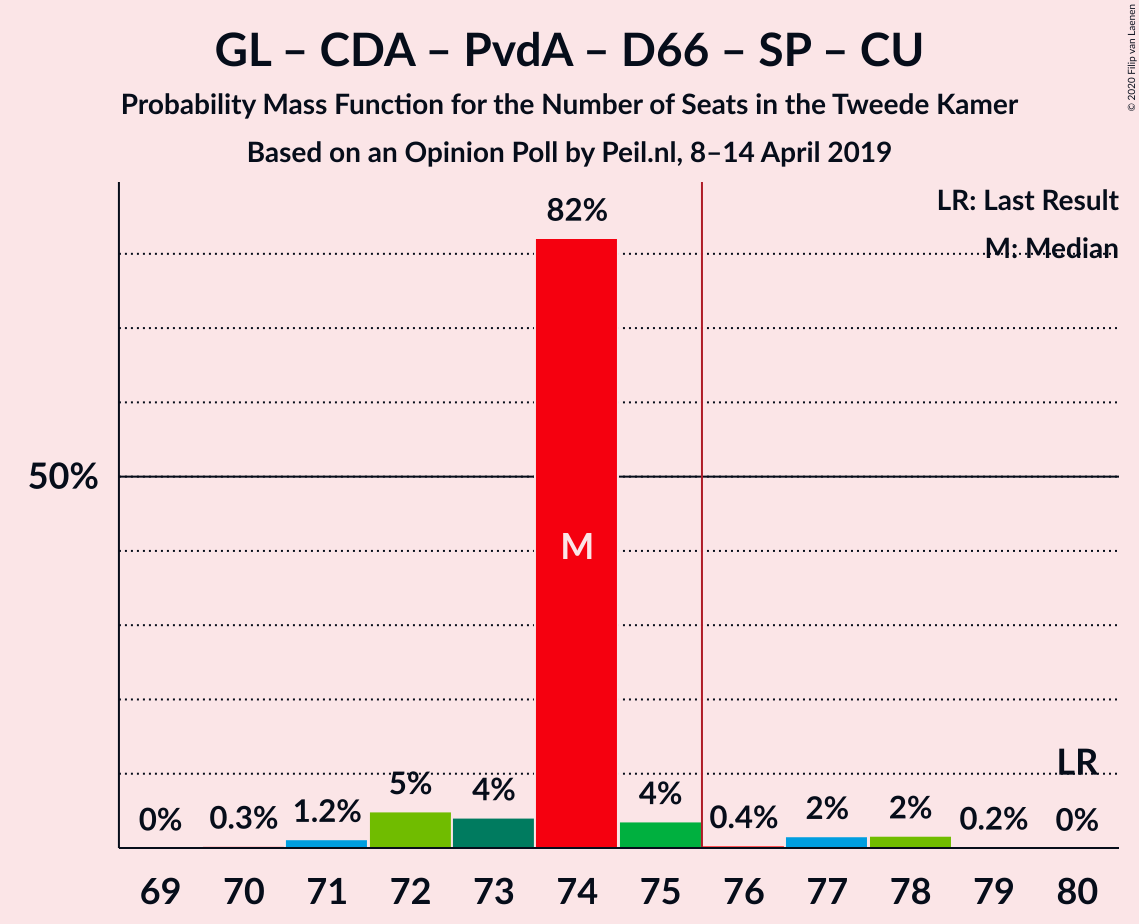 GL – CDA – PvdA – D66 – SP – CU
Probability Mass Function for the Number of Seats in the Tweede Kamer
Based on an Opinion Poll by Peil.nl, 8–14 April 2019
© 2020 Filip van Laenen
LR: Last Result
M: Median
82%
50%
M
LR
0% 0.3% 1.2% 5% 4% 4% 0.4% 2% 2% 0.2% 0%
69 70 71 72 73 74 75 76 77 78 79 80